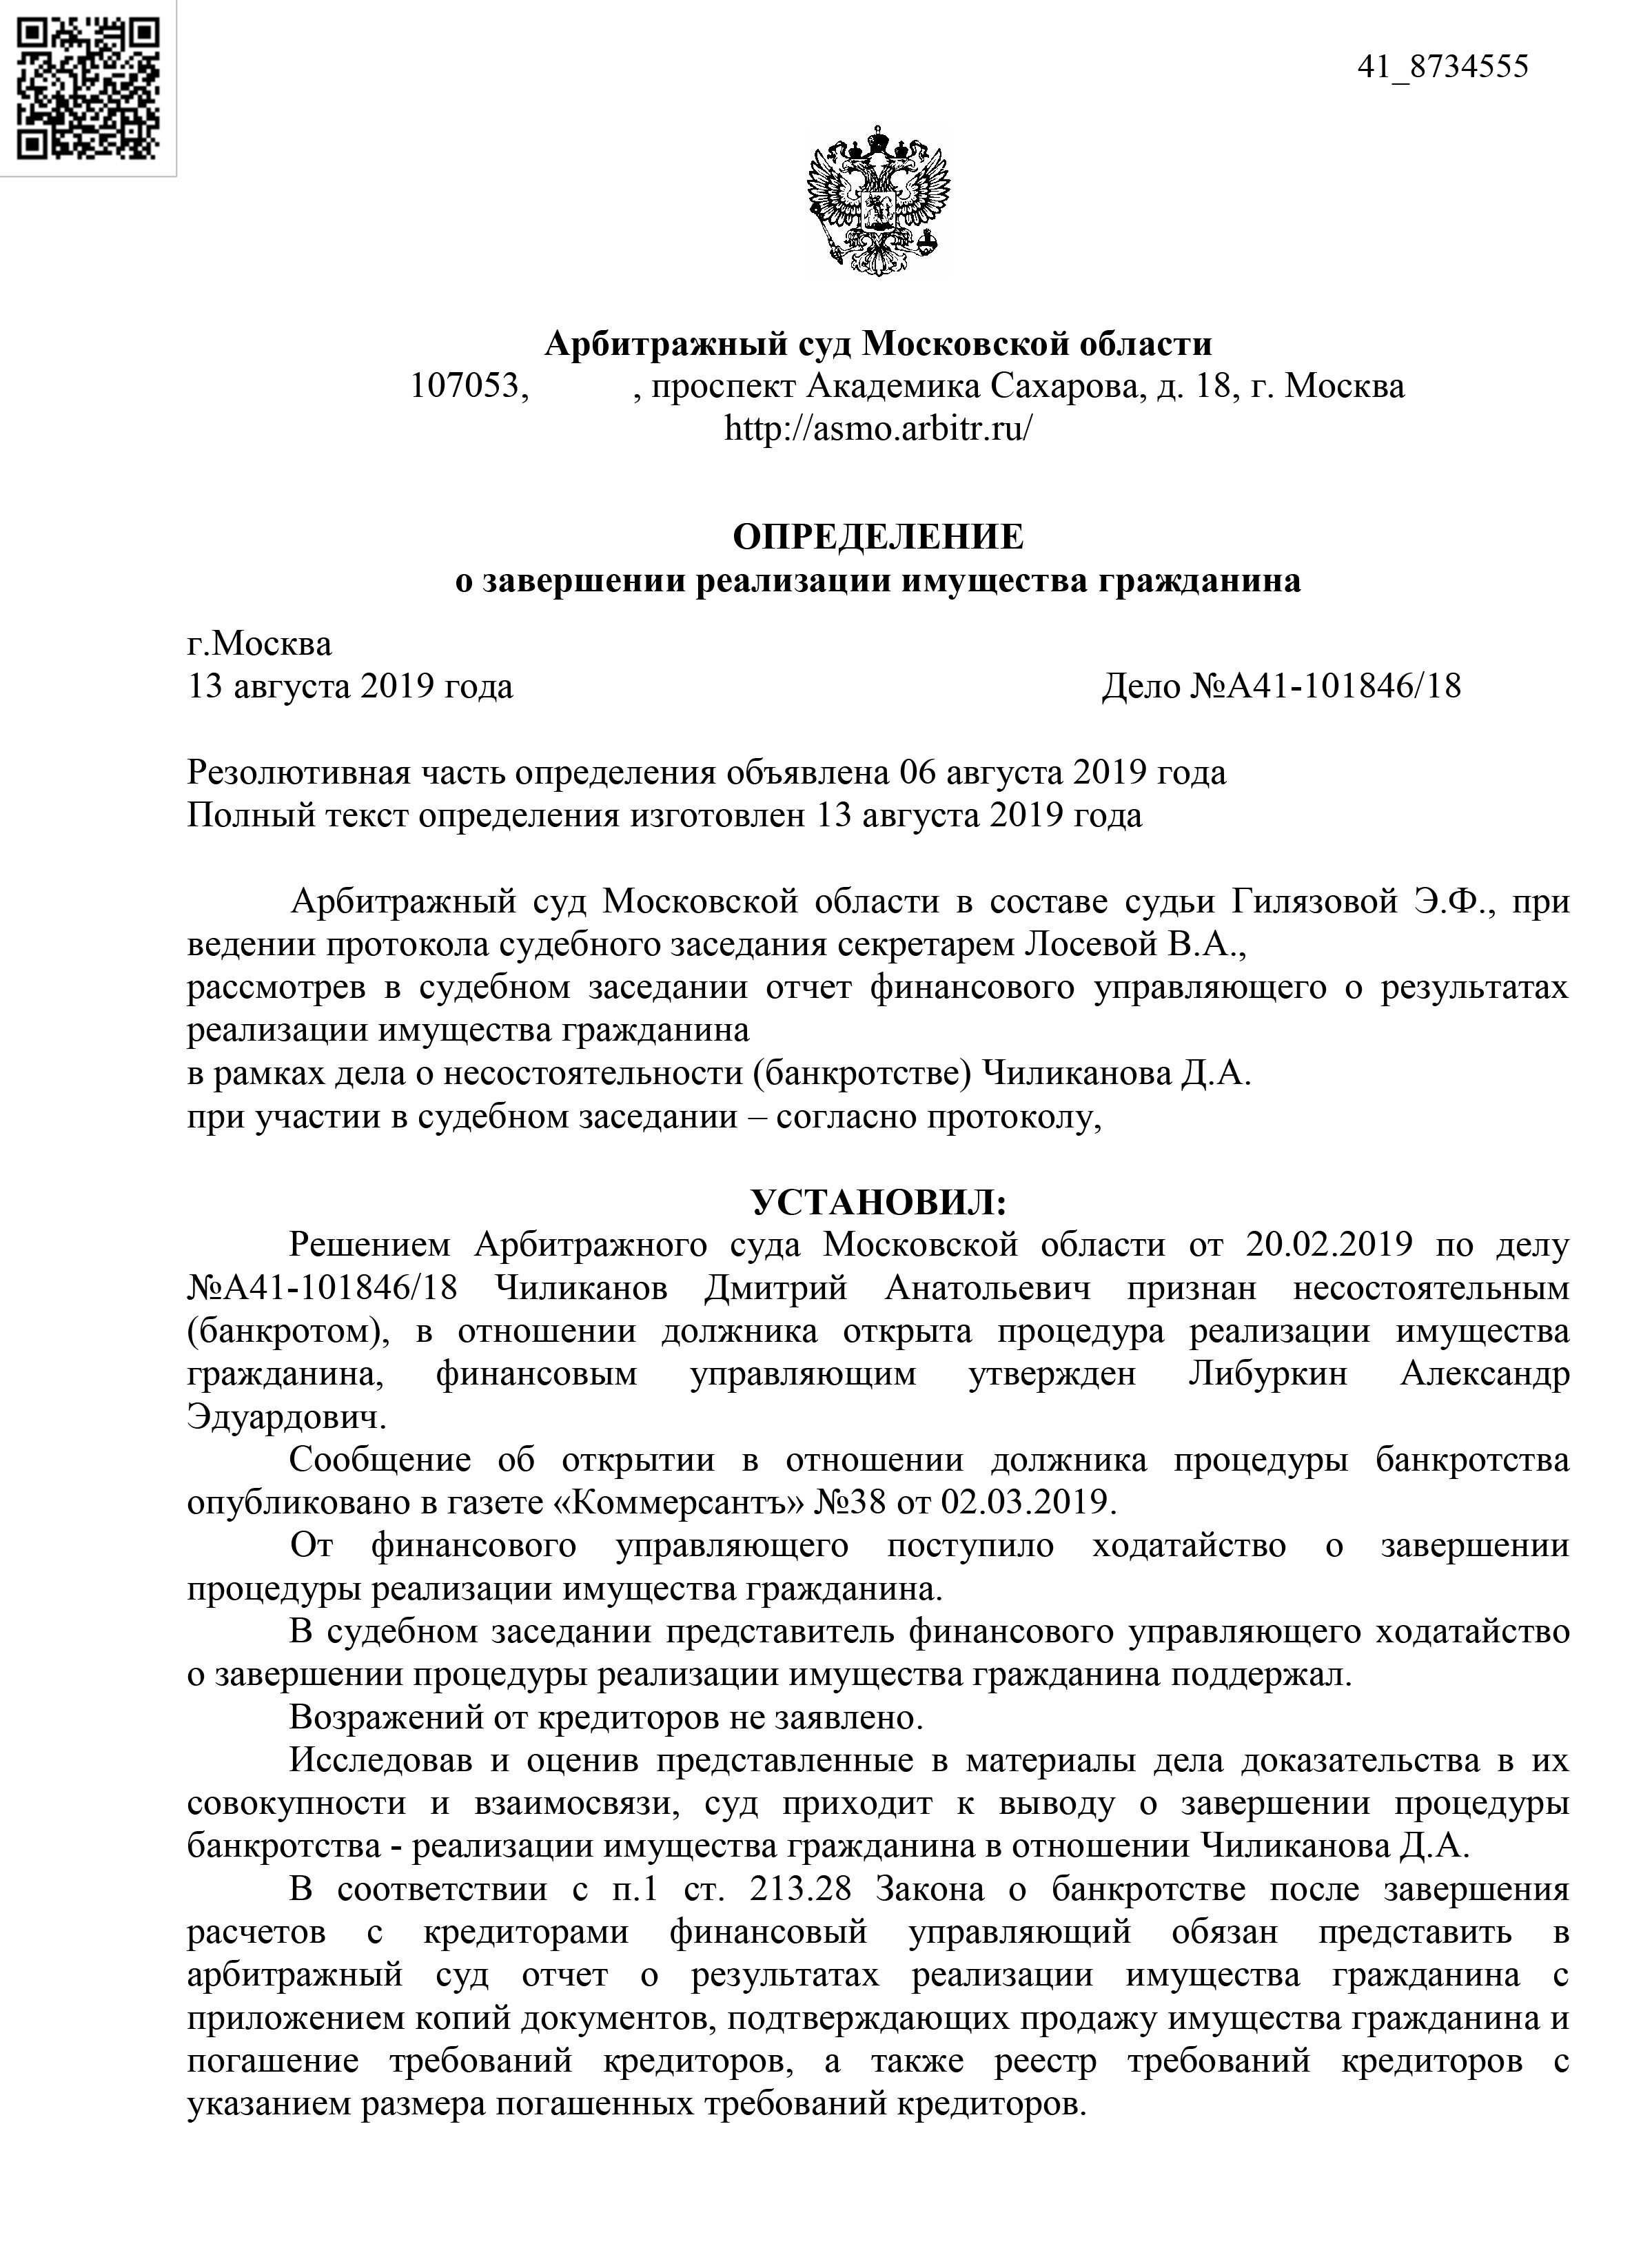 41_8734555
Арбитражный суд Московской области
107053, , проспект Академика Сахарова, д. 18, г. Москва
http://asmo.arbitr.ru/
ОПРЕДЕЛЕНИЕ
о завершении реализации имущества гражданина
г.Москва
13 августа 2019 года Дело №А41-101846/18
Резолютивная часть определения объявлена 06 августа 2019 года
Полный текст определения изготовлен 13 августа 2019 года
Арбитражный суд Московской области в составе судьи Гилязовой Э.Ф., при
ведении протокола судебного заседания секретарем Лосевой В.А.,
рассмотрев в судебном заседании отчет финансового управляющего о результатах
реализации имущества гражданина
в рамках дела о несостоятельности (банкротстве) Чиликанова Д.А.
при участии в судебном заседании – согласно протоколу,
УСТАНОВИЛ:
Решением Арбитражного суда Московской области от 20.02.2019 по делу
№А41-101846/18 Чиликанов Дмитрий Анатольевич признан несостоятельным
(банкротом), в отношении должника открыта процедура реализации имущества
гражданина, финансовым управляющим утвержден Либуркин Александр
Эдуардович.
Сообщение об открытии в отношении должника процедуры банкротства
опубликовано в газете «Коммерсантъ» №38 от 02.03.2019.
От финансового управляющего поступило ходатайство о завершении
процедуры реализации имущества гражданина.
В судебном заседании представитель финансового управляющего ходатайство
о завершении процедуры реализации имущества гражданина поддержал.
Возражений от кредиторов не заявлено.
Исследовав и оценив представленные в материалы дела доказательства в их
совокупности и взаимосвязи, суд приходит к выводу о завершении процедуры
банкротства - реализации имущества гражданина в отношении Чиликанова Д.А.
В соответствии с п.1 ст. 213.28 Закона о банкротстве после завершения
расчетов с кредиторами финансовый управляющий обязан представить в
арбитражный суд отчет о результатах реализации имущества гражданина с
приложением копий документов, подтверждающих продажу имущества гражданина и
погашение требований кредиторов, а также реестр требований кредиторов с
указанием размера погашенных требований кредиторов.